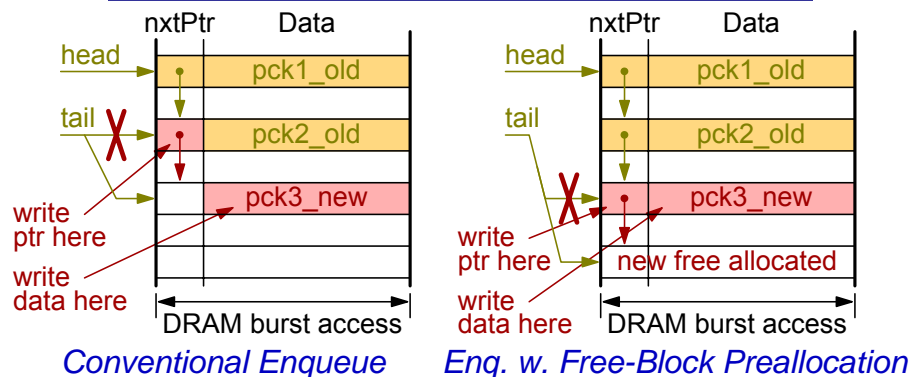 nxtPtr Data
head
pck1_old
tail
pck2_old
pck3_new
write
ptr here
write
data here
DRAM burst access
Conventional Enqueue
nxtPtr Data
head
pck1_old
tail
pck2_old
pck3_new
write
ptr here
new free allocated
write
data here
DRAM burst access
Enq. w. Free-Block Preallocation